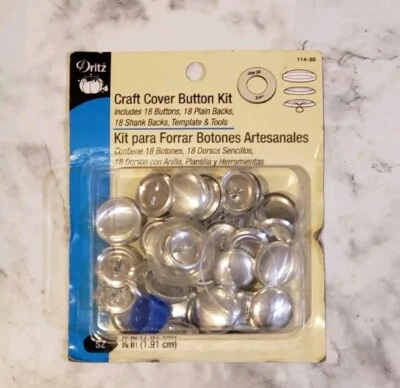 Dritz
114-30
Craft Cover Button Kit
Includes 18 Buttons, 18 Plain Backs,
18 Shank Backs, Template & Tools
Kit para Forrar Botones Artesanales
Contiene 18 Botones, 18 Dorsos Sencillos,
18 Dorsos con Anilla, Plantilla y Herramientas
SZ
¾ in (1.91 cm)